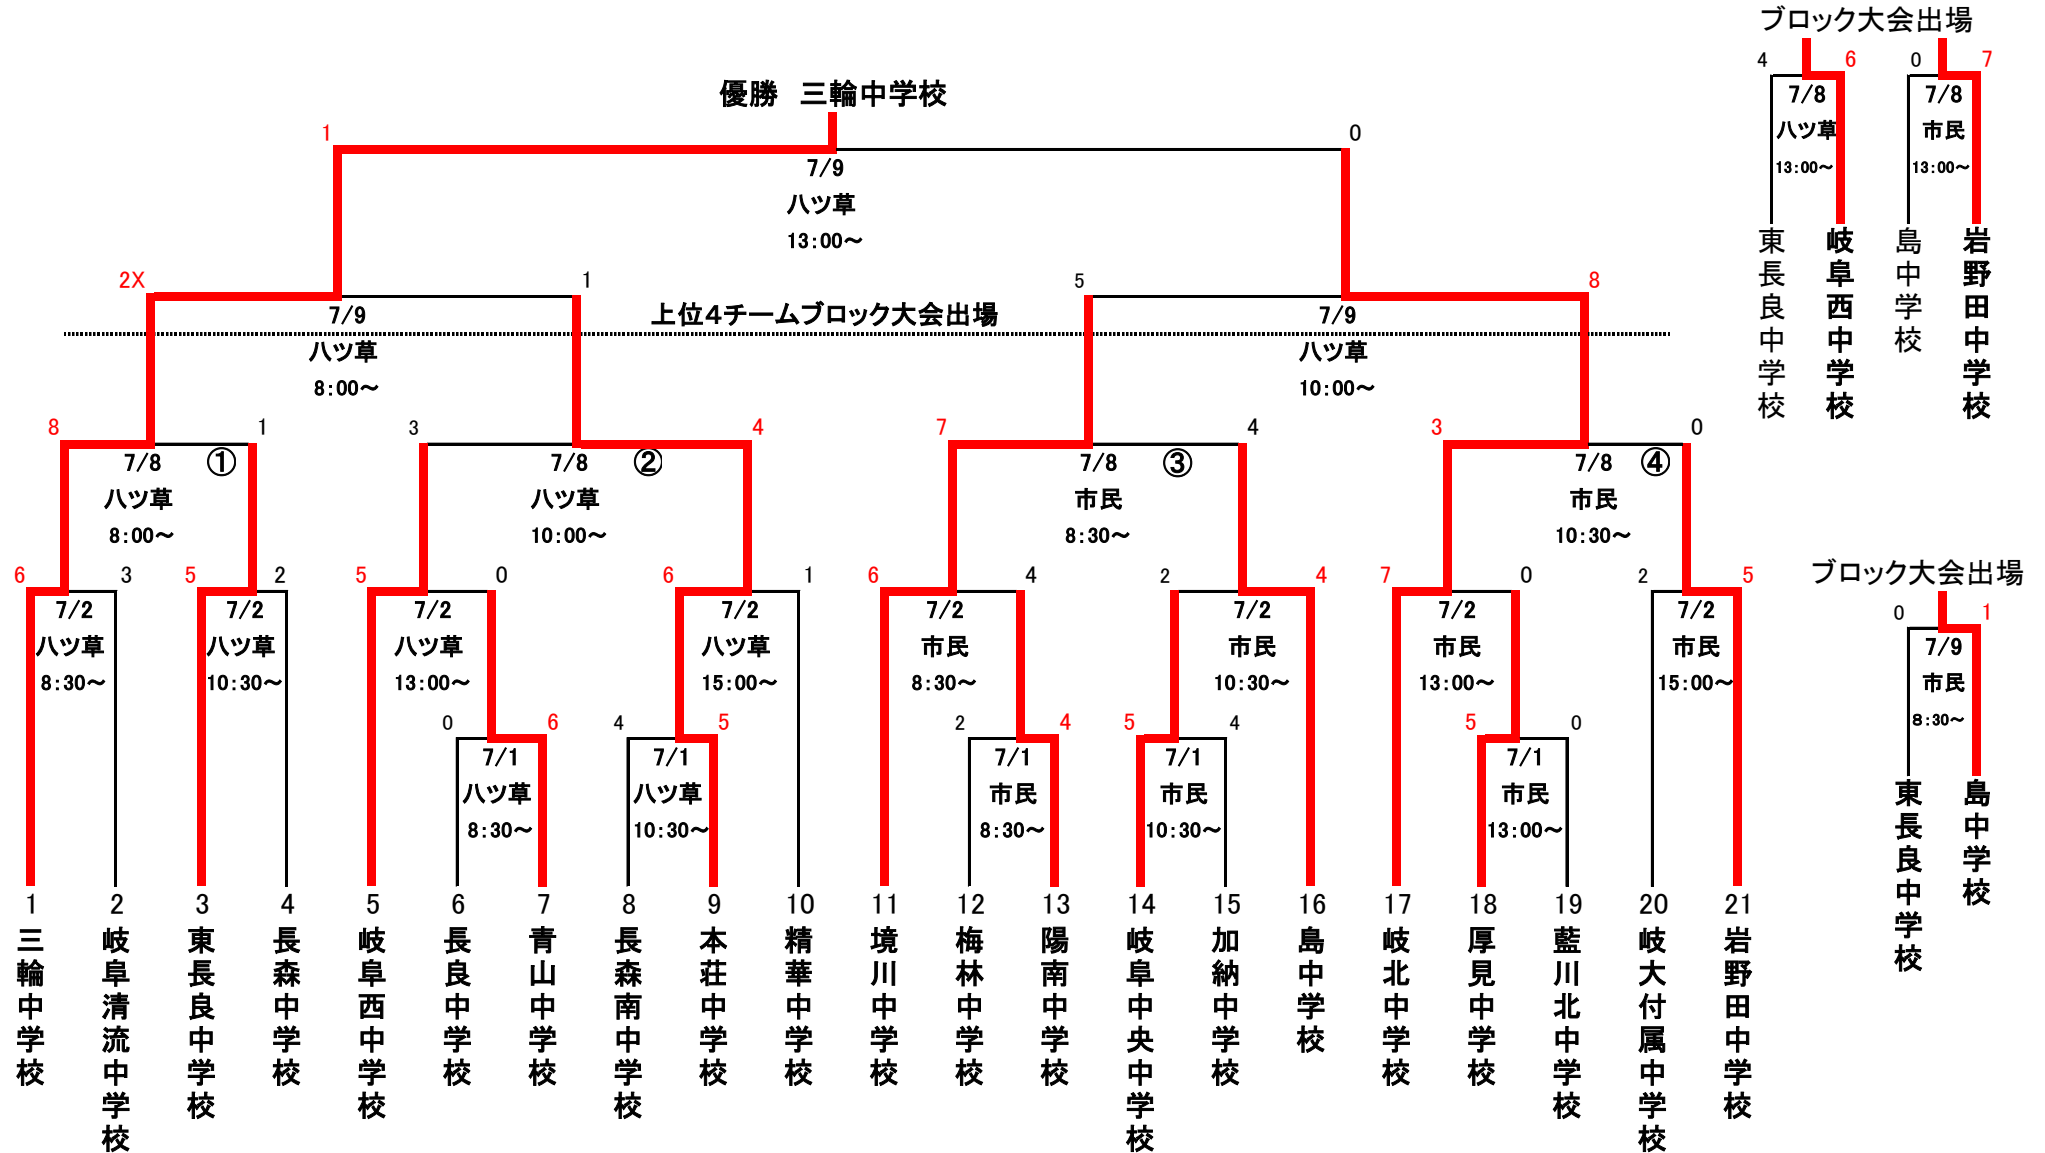 ブロック大会出場
4 6 0 7
7/8 7/8
八ツ草 市民
13:00～ 13:00～
東長良中学校
岐阜西中学校
島中学校
岩野田中学校
優勝　三輪中学校
1 0
7/9
八ツ草
13:00～
2X 1 5 8
7/9 7/9
上位4チームブロック大会出場
八ツ草 八ツ草
8:00～ 10:00～
8 1 3 4 7 4 3 0
7/8 ① 7/8 ② 7/8 ③ 7/8 ④
八ツ草 八ツ草 市民 市民
8:00～ 10:00～ 8:30～ 10:30～
6 3 5 2 5 0 6 1 6 4 2 4 7 0 2 5
7/2 7/2 7/2 7/2 7/2 7/2 7/2 7/2
八ツ草 八ツ草 八ツ草 八ツ草 市民 市民 市民 市民
8:30～ 10:30～ 13:00～ 15:00～ 8:30～ 10:30～ 13:00～ 15:00～
0 6 4 5 2 4 5 4 5 0
7/1 7/1 7/1 7/1 7/1
八ツ草 八ツ草 市民 市民 市民
8:30～ 10:30～ 8:30～ 10:30～ 13:00～
1 2 3 4 5 6 7 8 9 10 11 12 13 14 15 16 17 18 19 20 21
三輪中学校
岐阜清流中学校
東長良中学校
長森中学校
岐阜西中学校
長良中学校
青山中学校
長森南中学校
本荘中学校
精華中学校
境川中学校
梅林中学校
陽南中学校
岐阜中央中学校
加納中学校
島中学校
岐北中学校
厚見中学校
藍川北中学校
岐大付属中学校
岩野田中学校
ブロック大会出場
0 1
7/9
市民
8:30～
東長良中学校
島中学校